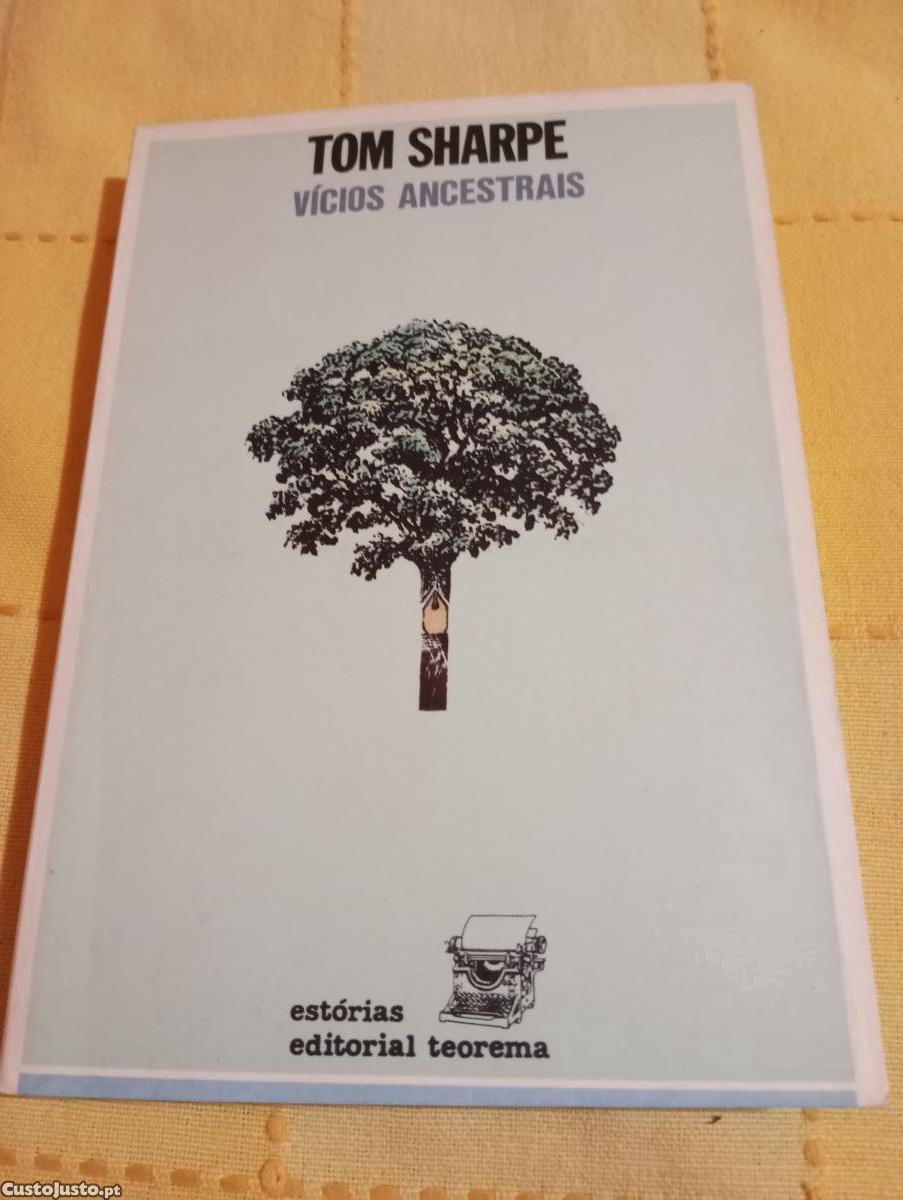 TOM SHARPE
VÍCIOS ANCESTRAIS
estórias
editorial teorema
CustoJusto.pt